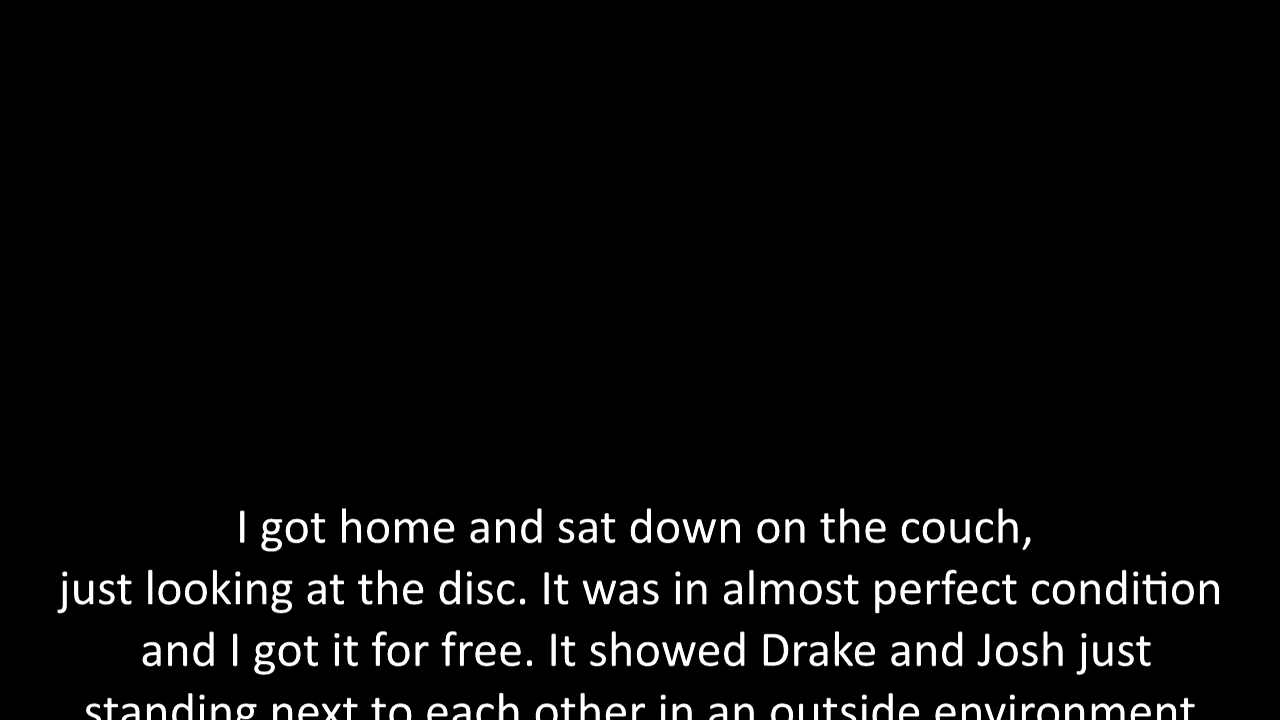 I got home and sat down on the couch,
just looking at the disc. It was in almost perfect condition
and I got it for free. It showed Drake and Josh just
standing next to each other in an outside environment